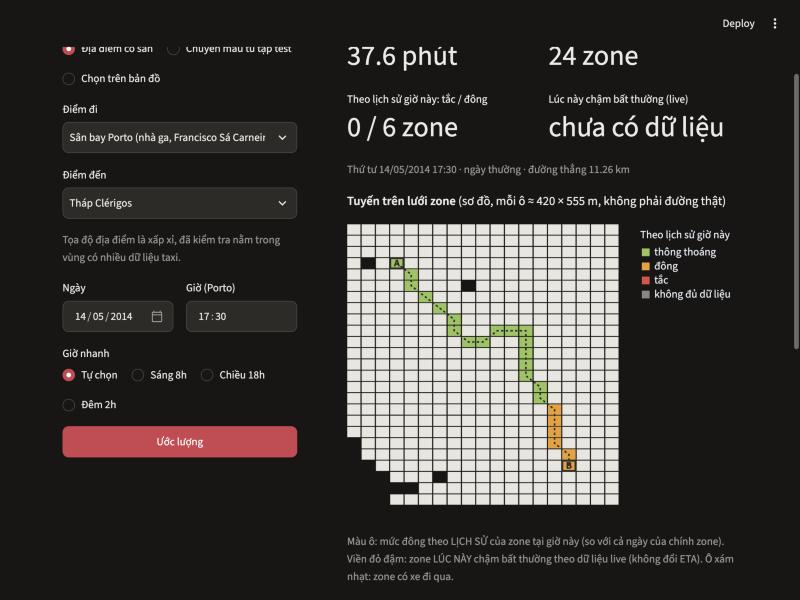 Deploy
Địa điểm có sẵn
Chuyến mẫu từ tập test
Chọn trên bản đồ
Điểm đi
Sân bay Porto (nhà ga, Francisco Sá Carneir
Điểm đến
Tháp Clérigos
Tọa độ địa điểm là xấp xỉ, đã kiểm tra nằm trong
vùng có nhiều dữ liệu taxi.
Ngày
Giờ (Porto)
14/05/2014
17:30
Giờ nhanh
Tự chọn
Sáng 8h
Chiều 18h
Đêm 2h
Ước lượng
37.6 phút
24 zone
Theo lịch sử giờ này: tắc / đông
Lúc này chậm bất thường (live)
0 / 6 zone
chưa có dữ liệu
Thứ tư 14/05/2014 17:30 · ngày thường · đường thẳng 11.26 km
Tuyến trên lưới zone (sơ đồ, mỗi ô ≈ 420 × 555 m, không phải đường thật)
A
B
Theo lịch sử giờ này
thông thoáng
đông
tắc
không đủ dữ liệu
Màu ô: mức đông theo LỊCH SỬ của zone tại giờ này (so với cả ngày của chính zone).
Viền đỏ đậm: zone LÚC NÀY chậm bất thường theo dữ liệu live (không đổi ETA). Ô xám
nhạt: zone có xe đi qua.